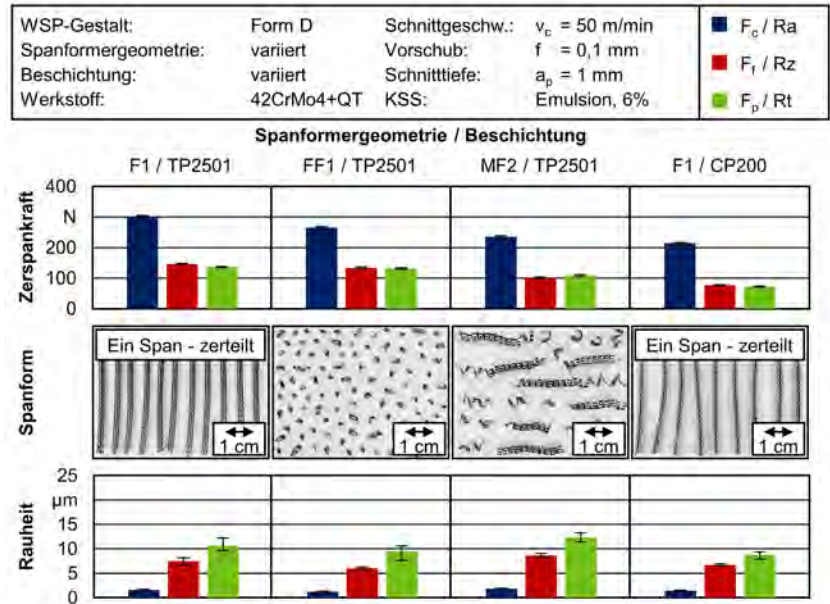 WSP-Gestalt: Form D Schnittgeschw.: v_c = 50 m/min
Spanformergeometrie: variiert Vorschub: f = 0,1 mm
Beschichtung: variiert Schnitttiefe: a_p = 1 mm
Werkstoff: 42CrMo4+QT KSS: Emulsion, 6%
F_c / Ra
F_f / Rz
F_p / Rt
Spanformergeometrie / Beschichtung
F1 / TP2501 FF1 / TP2501 MF2 / TP2501 F1 / CP200
Zerspankraft
400
N
200
100
0
Spanform
Ein Span - zerteilt
1 cm
1 cm
1 cm
Ein Span - zerteilt
1 cm
Rauheit
25
µm
15
10
5
0